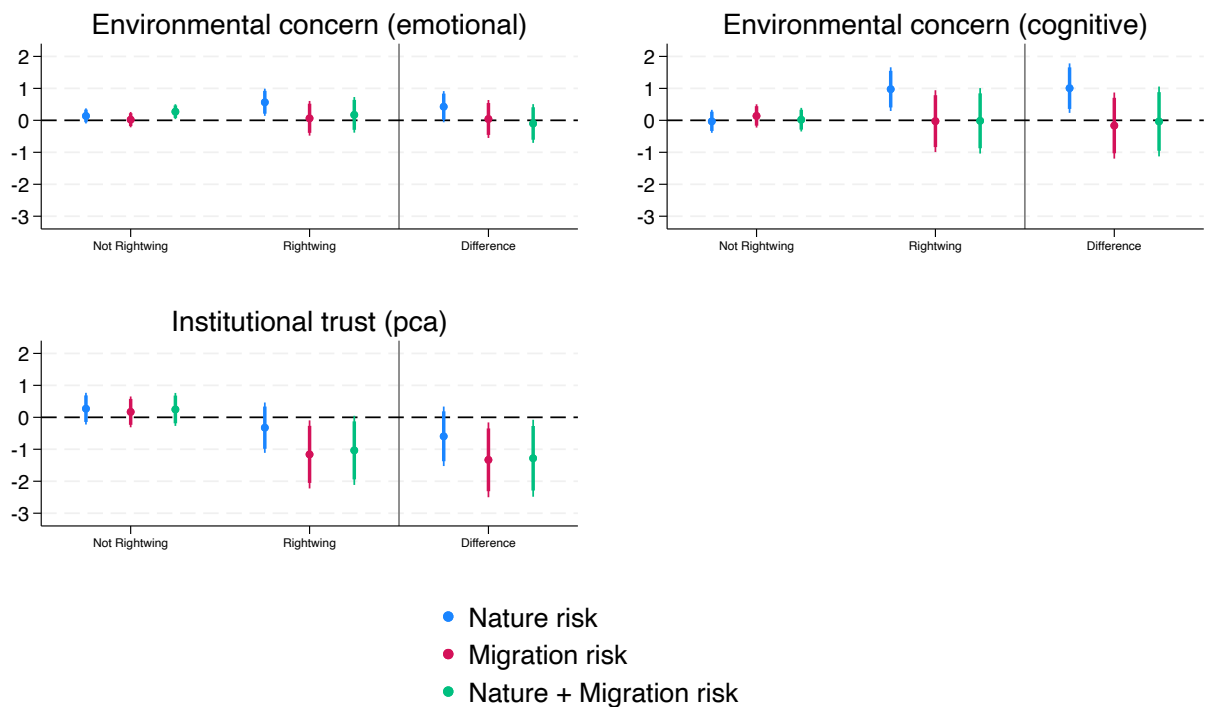 Environmental concern (emotional)
2
1
0
-1
-2
-3
Not Rightwing
Rightwing
Difference
Environmental concern (cognitive)
2
1
0
-1
-2
-3
Not Rightwing
Rightwing
Difference
Institutional trust (pca)
2
1
0
-1
-2
-3
Not Rightwing
Rightwing
Difference
Nature risk
Migration risk
Nature + Migration risk